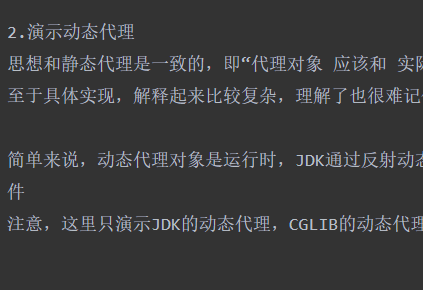 2.演示动态代理
思想和静态代理是一致的，即“代理对象 应该和 实际
至于具体实现，解释起来比较复杂，理解了也很难记
简单来说，动态代理对象是运行时，JDK通过反射动态
件
注意，这里只演示JDK的动态代理，CGLIB的动态代理